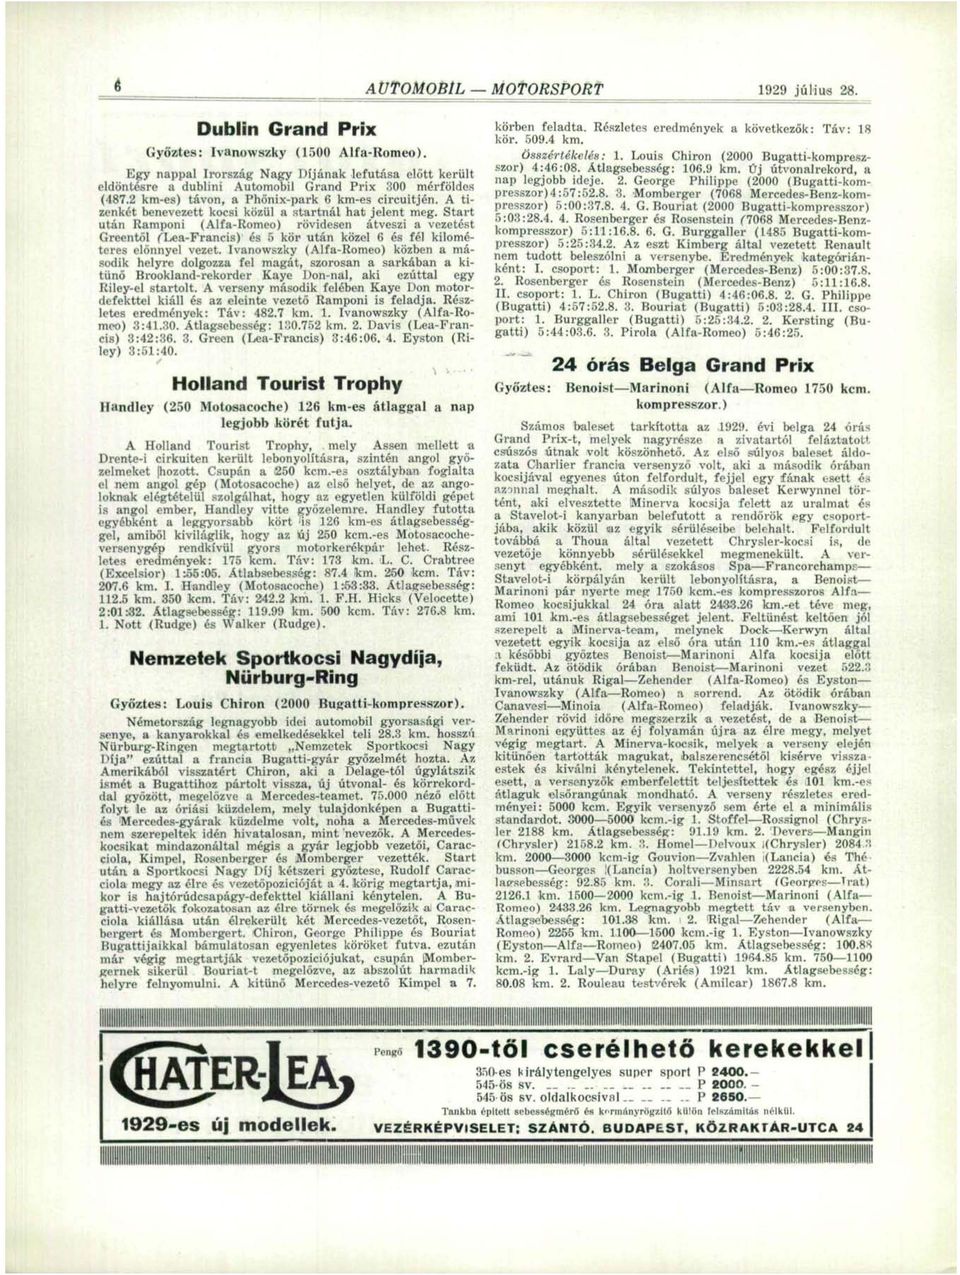 6
AUTOMOBIL — MOTORSPORT
1929 július 28.
Dublin Grand Prix
Győztes: Ivanowszky (1500 Alfa-Romeo).
Egy nappal Irország Nagy Díjának lefutása előtt került
eldöntésre a dublini Automobil Grand Prix 300 mérföldes
(487.2 km-es) távon, a Phönix-park 6 km-es circuitjén. A ti-
zenkét benevezett kocsi közül a startnál hat jelent meg. Start
után Ramponi (Alfa-Romeo) rövidesen átveszi a vezetést
Greentől (Lea-Francis) és 5 kör után közel 6 és fél kilomé-
teres előnnyel vezet. Ivanowszky (Alfa-Romeo) közben a má-
sodik helyre dolgozza fel magát, szorosan a sarkában a ki-
tünő Brookland-rekorder Kaye Don-nal, aki ezúttal egy
Riley-el startolt. A verseny második felében Kaye Don motor-
defekttel kiáll és az eleinte vezető Ramponi is feladja. Rész-
letes eredmények: Táv: 482.7 km. 1. Ivanowszky (Alfa-Ro-
meo) 3:41.30. Átlagsebesség: 130.752 km. 2. Davis (Lea-Fran-
cis) 3:42:36. 3. Green (Lea-Francis) 3:46:06. 4. Eyston (Ri-
ley) 3:51:40.
Holland Tourist Trophy
Handley (250 Motosacoche) 126 km-es átlaggal a nap
legjobb körét futja.
A Holland Tourist Trophy, mely Assen mellett a
Drente-i cirkuiten került lebonyolításra, szintén angol győ-
zelmeket hozott. Csupán a 250 kcm.-es osztályban foglalta
el nem angol gép (Motosacoche) az első helyet, de az ango-
loknak elégtételül szolgálhat, hogy az egyetlen külföldi gépet
is angol ember, Handley vitte győzelemre. Handley futotta
egyébként a leggyorsabb kört is 126 km-es átlagsebesség-
gel, amiből kiviláglik, hogy az új 250 kcm.-es Motosacoche-
versenygép rendkívül gyors motorkerékpár lehet. Rész-
letes eredmények: 175 kcm. Táv: 173 km. L. C. Crabtree
(Excelsior) 1:55:05. Átlabsebesség: 87.4 km. 250 kcm. Táv:
207.6 km. 1. Handley (Motosacoche) 1:53:33. Átlagsebesség:
112.5 km. 350 kcm. Táv: 242.2 km. 1. F.H. Hicks (Velocette)
2:01:32. Átlagsebesség: 119.99 km. 500 kcm. Táv: 276.8 km.
1. Nott (Rudge) és Walker (Rudge).
Nemzetek Sportkocsi Nagydíja,
Nürburg-Ring
Győztes: Louis Chiron (2000 Bugatti-kompresszor).
Németország legnagyobb idei automobil gyorsasági ver-
senye, a kanyarokkal és emelkedésekkel teli 28.3 km. hosszú
Nürburg-Ringen megtartott „Nemzetek Sportkocsi Nagy
Díja" ezúttal a francia Bugatti-gyár győzelmét hozta. Az
Amerikából visszatért Chiron, aki a Delage-tól úgylátszik
ismét a Bugattihoz pártolt vissza, új útvonal- és körrekord-
dal győzött, megelőzve a Mercedes-teamet. 75.000 néző előtt
folyt le az óriási küzdelem, mely tulajdonképen a Bugatti-
és Mercedes-gyárak küzdelme volt, noha a Mercedes-művek
nem szerepeltek idén hivatalosan, mint nevezők. A Mercedes-
kocsikat mindazonáltal mégis a gyár legjobb vezetői, Carac-
ciola, Kimpel, Rosenberger és Momberger vezették. Start
után a Sportkocsi Nagy Díj kétszeri győztese, Rudolf Carac-
ciola megy az élre és vezetőpozicióját a 4. körig megtartja, mi-
kor is hajtórúdcsapágy-defekttel kiállani kénytelen. A Bu-
gatti-vezetők fokozatosan az élre törnek és megelőzik a Carac-
ciola kiállása után élrekerült két Mercedes-vezetőt, Rosen-
bergert és Mombergert. Chiron, George Philippe és Bouriat
Bugattijaikkal bámulatosan egyenletes köröket futva. ezután
már végig megtartják vezetőpoziciójukat, csupán Momber-
gernek sikerül Bouriat-t megelőzve, az abszolút harmadik
helyre felnyomulni. A kitünő Mercedes-vezető Kimpel a 7.
körben feladta. Részletes eredmények a következők: Táv: 18
kör. 509.4 km.
Összértékelés: 1. Louis Chiron (2000 Bugatti-kompresz-
szor) 4:46:08. Átlagsebesség: 106.9 km. Új útvonalrekord, a
nap legjobb ideje. 2. George Philippe (2000 (Bugatti-kom-
presszor) 4:57:52.8. 3. Momberger (7068 Mercedes-Benz-kom-
presszor) 5:00:37.8. 4. G. Bouriat (2000 Bugatti-kompresszor)
5:03:28.4. 4. Rosenberger és Rosenstein (7068 Mercedes-Benz-
kompresszor) 5:11:16.8. 6. G. Burggaller (1485 Bugatti-kom-
presszor) 5:25:34.2. Az eszt Kimberg által vezetett Renault
nem tudott beleszólni a versenybe. Eredmények kategórián-
ként: I. csoport: 1. Momberger (Mercedes-Benz) 5:00:37.8.
2. Rosenberger és Rosenstein (Mercedes-Benz) 5:11:16.8.
II. csoport: 1. L. Chiron (Bugatti) 4:46:06.8. 2. G. Philippe
(Bugatti) 4:57:52.8. 3. Bouriat (Bugatti) 5:03:28.4. III. cso-
port: 1. Burggaller (Bugatti) 5:25:34.2. 2. Kersting (Bu-
gatti) 5:44:03.6. 3. Pirola (Alfa-Romeo) 5:46:25.
24 órás Belga Grand Prix
Győztes: Benoist—Marinoni (Alfa—Romeo 1750 kcm.
kompresszor.)
Számos baleset tarkította az 1929. évi belga 24 órás
Grand Prix-t, melyek nagyrésze a zivatartól feláztatott
csúszós útnak volt köszönhető. Az első súlyos baleset áldo-
zata Charlier francia versenyző volt, aki a második órában
kocsijával egyenes úton felfordult, fejjel egy fának esett és
azonnal meghalt. A második súlyos baleset Kerwynnel tör-
tént, aki elvesztette Minerva kocsija felett az uralmat és
a Stavelot-i kanyarban belefutott a rendőrök egy csoport-
jába, akik közül az egyik sérüléseibe belehalt. Felfordult
továbbá a Thoua által vezetett Chrysler-kocsi is, de
vezetője könnyebb sérülésekkel megmenekült. A ver-
senyt egyébként. mely a szokásos Spa—Francorchamps—
Stavelot-i körpályán került lebonyolításra, a Benoist—
Marinoni pár nyerte meg 1750 kcm.-es kompresszoros Alfa—
Romeo kocsijukkal 24 óra alatt 2433.26 km.-et téve meg,
ami 101 km.-es átlagsebességet jelent. Feltünést keltően jól
szerepelt a Minerva-team, melynek Dock—Kerwyn által
vezetett egyik kocsija az első óra után 110 km.-es átlaggal
a későbbi győztes Benoist—Marinoni Alfa kocsija előtt
feküdt. Az ötödik órában Benoist—Marinoni vezet 522.3
km-rel, utánuk Rigal—Zehender (Alfa—Romeo) és Eyston—
Ivanowszky (Alfa—Romeo) a sorrend. Az ötödik órában
Canavesi—Minoia (Alfa-Romeo) feladják. Ivanowszky—
Zehender rövid időre megszerzik a vezetést, de a Benoist—
Marinoni együttes az éj folyamán újra az élre megy, melyet
végig megtart. A Minerva-kocsik, melyek az egyenletes
estek és kiválni kénytelenek. Tekintettel, hogy egész éjjel
esett, a versenyzők emberfelettit teljesítettek és 101 km.-es
átlaguk elsőrangúnak mondható. A verseny részletes ered-
ményei: 5000 kcm. Egyik versenyző sem érte el a minimális
standardot. 3000—5000 kcm.-ig 1. Stoffel—Rossignol (Chrys-
ler 2188 km. Átlagsebesség: 91.19 km. 2. Devers—Mangin
(Chrysler) 2158.2 km. 3. Homel—Delvoux (Chrysler) 2084.3
km. 2000—3000 kcm-ig Gouvion—Zvahlen (Lancia) és Thé-
busson—Georges (Lancia) holtversenyben 2228.54 km. Át-
lagsebesség: 92.85 km. 3. Corali—Minsart (Georges—Irat)
2126.1 km. 1500—2000 kcm.-ig 1. Benoist—Marinoni (Alfa—
Romeo) 2433.26 km. Legnagyobb megtett táv a versenyben.
Átlagsebesség: 101.38 km. 2. Rigal—Zehender (Alfa—
Romeo) 2255 km. 1100—1500 kcm.-ig 1. Eyston—Ivanowszky
(Eyston—Alfa—Romeo) 2407.05 km. Átlagsebesség: 100.88
km. 2. Evrard—Van Stapel (Bugatti) 1964.85 km. 750—1100
kcm.-ig 1. Laly—Duray (Ariés) 1921 km. Átlagsebesség:
80.08 km. 2. Rouleau testvérek (Amilcar) 1867.8 km.
CHATER-LEA
1929-es új modellek.
Pengő 1390-től cserélhető kerekekkel
350-es királytengelyes super sport P 2400.—
545-ös sv. P 2000.—
545-ös sv. oldalkocsival P 2650.—
Tankba épített sebességmérő és kormányrögzítő külön felszámítás nélkül.
VEZÉRKÉPVISELET: SZÁNTÓ, BUDAPEST, KÖZRAKTÁR-UTCA 24